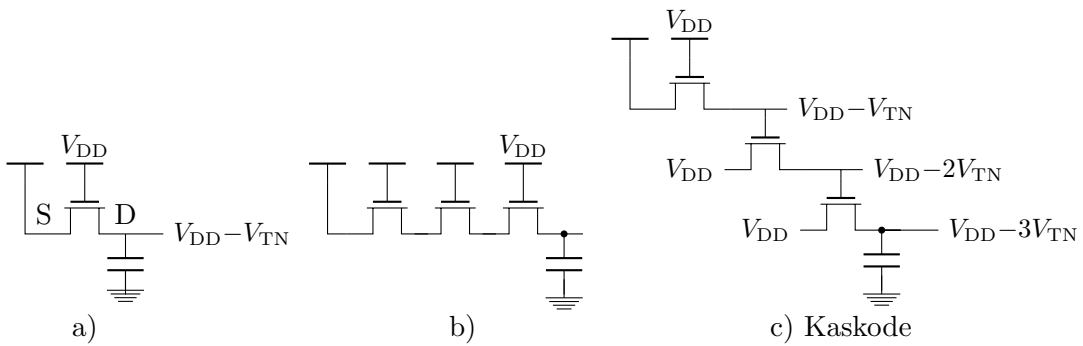 V_DD
S D
V_DD−V_TN
a)
V_DD
b)
V_DD
V_DD−V_TN
V_DD
V_DD−2V_TN
V_DD
V_DD−3V_TN
c) Kaskode